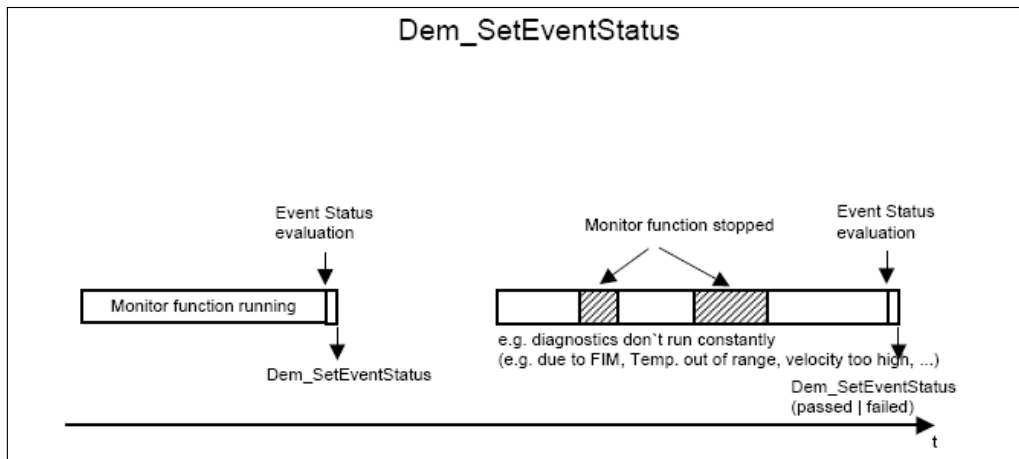 Dem_SetEventStatus
Event Status
evaluation
Monitor function running
Dem_SetEventStatus
Monitor function stopped
Event Status
evaluation
e.g. diagnostics don`t run constantly
(e.g. due to FIM, Temp. out of range, velocity too high, ...)
Dem_SetEventStatus
(passed | failed)
t